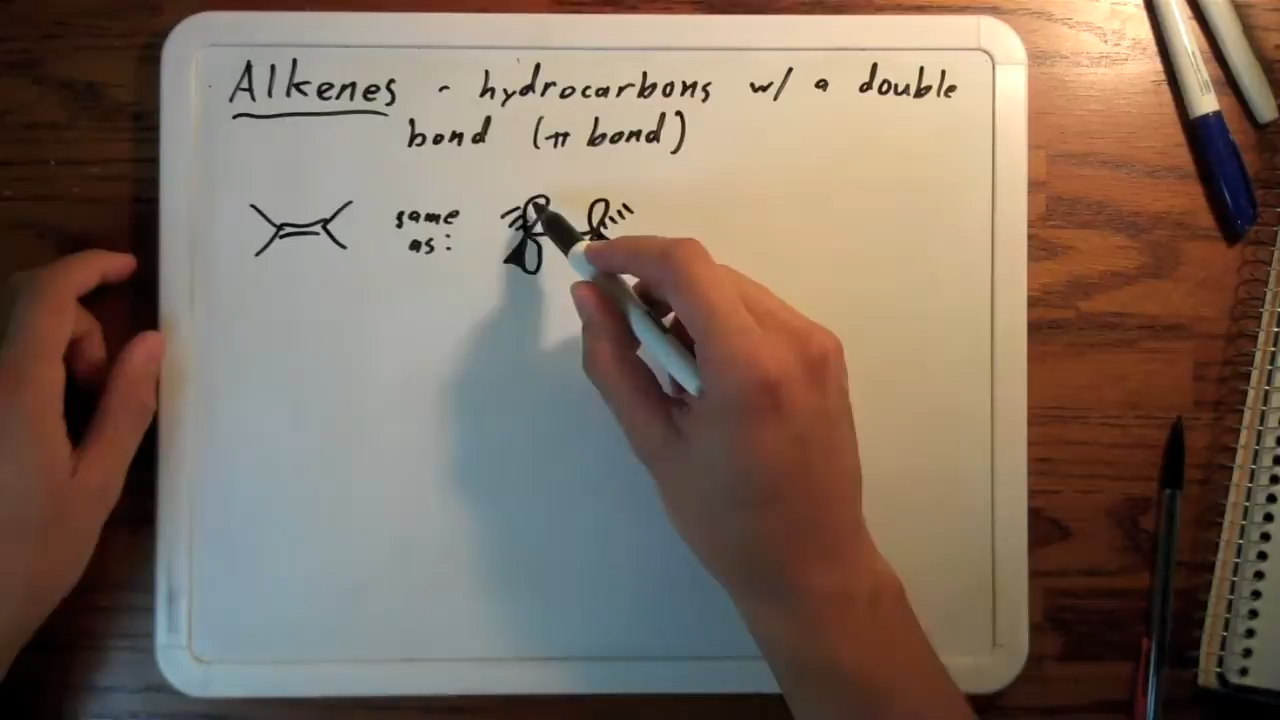 Alkenes - hydrocarbons w/ a double
bond (π bond)
same
as: